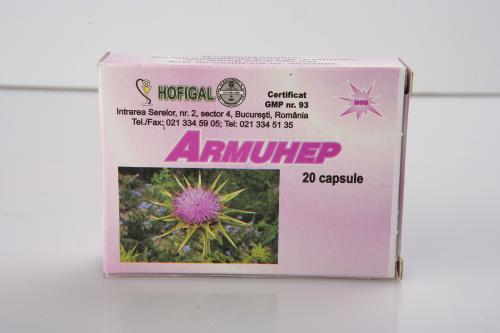 HOFIGAL
Certificat
GMP nr. 93
NOU
Intrarea Serelor, nr. 2, sector 4, Bucureşti, România
Tel./Fax: 021 334 59 05; Tel: 021 334 51 35
ARMUHEP
20 capsule